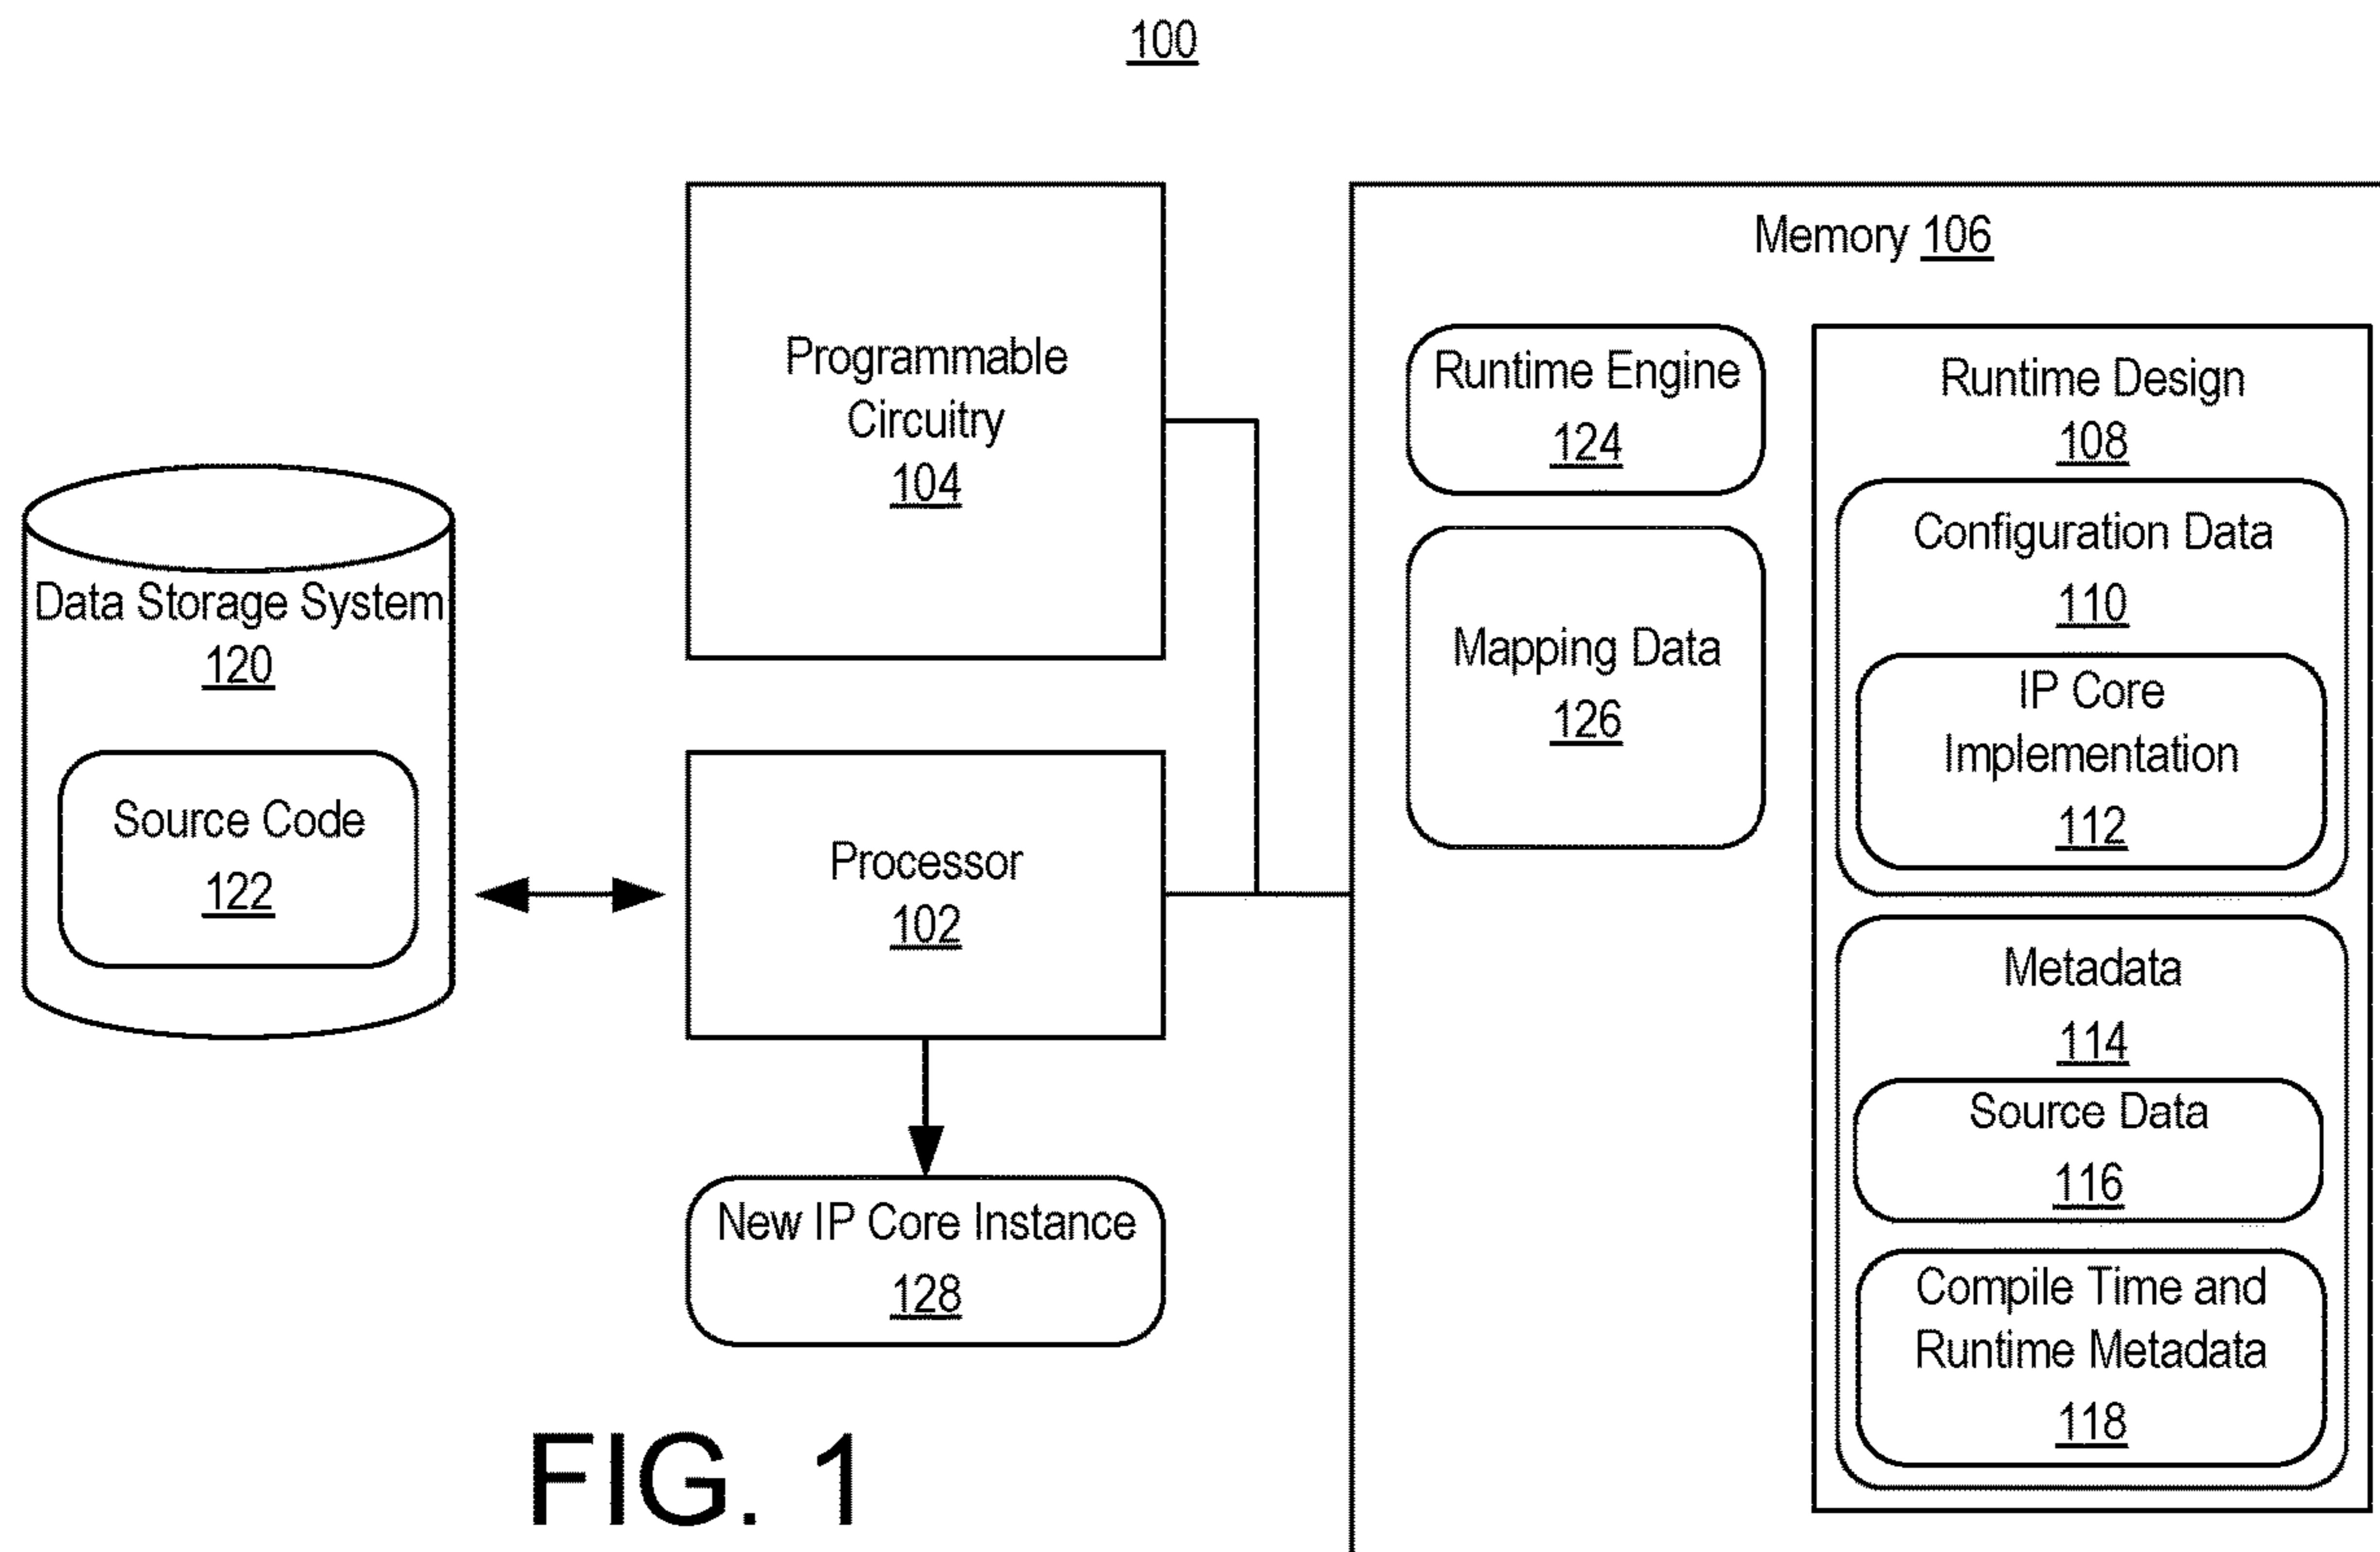 100
Programmable
Circuitry
104
Data Storage System
120
Source Code
122
Processor
102
New IP Core Instance
128
Memory 106
Runtime Engine
124
Mapping Data
126
Runtime Design
108
Configuration Data
110
IP Core
Implementation
112
Metadata
114
Source Data
116
Compile Time and
Runtime Metadata
118
FIG. 1